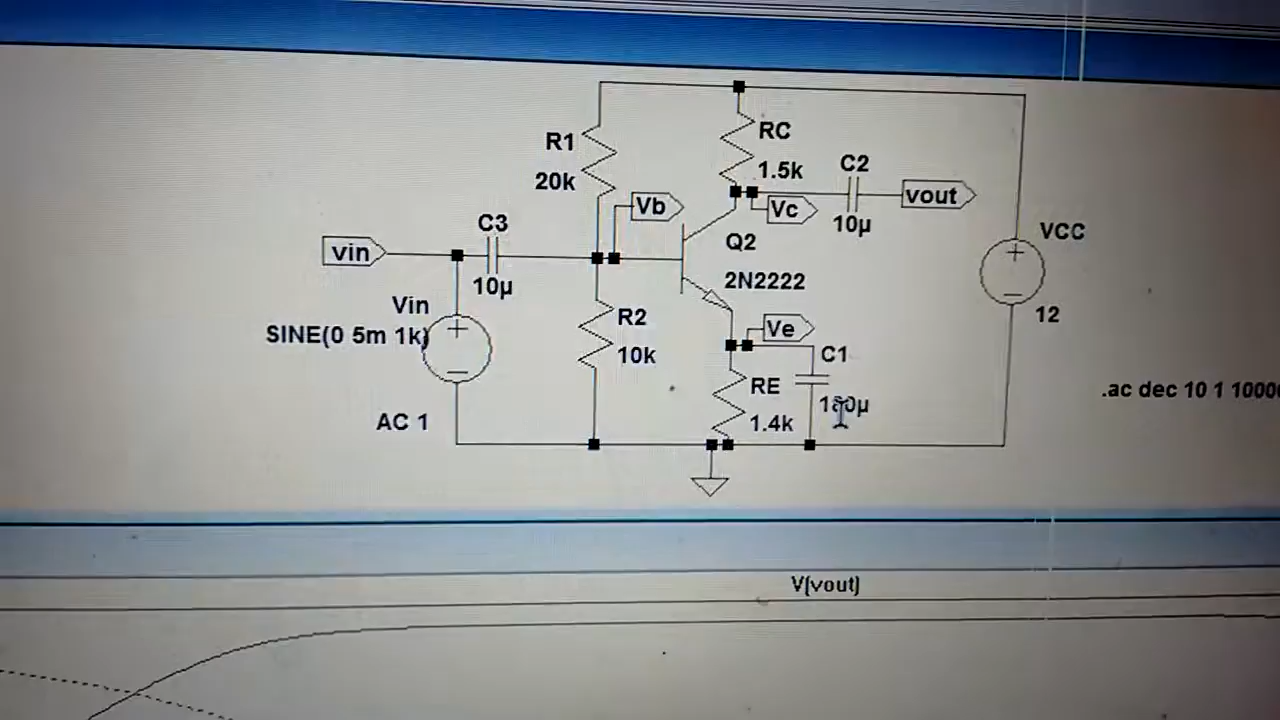 R1
20k
RC
1.5k
C2
10µ
vout
Vb
Vc
C3
10µ
vin
Q2
2N2222
VCC
12
Vin
SINE(0 5m 1k)
AC 1
R2
10k
Ve
C1
RE
1.4k
.ac dec 10 1
V(vout)